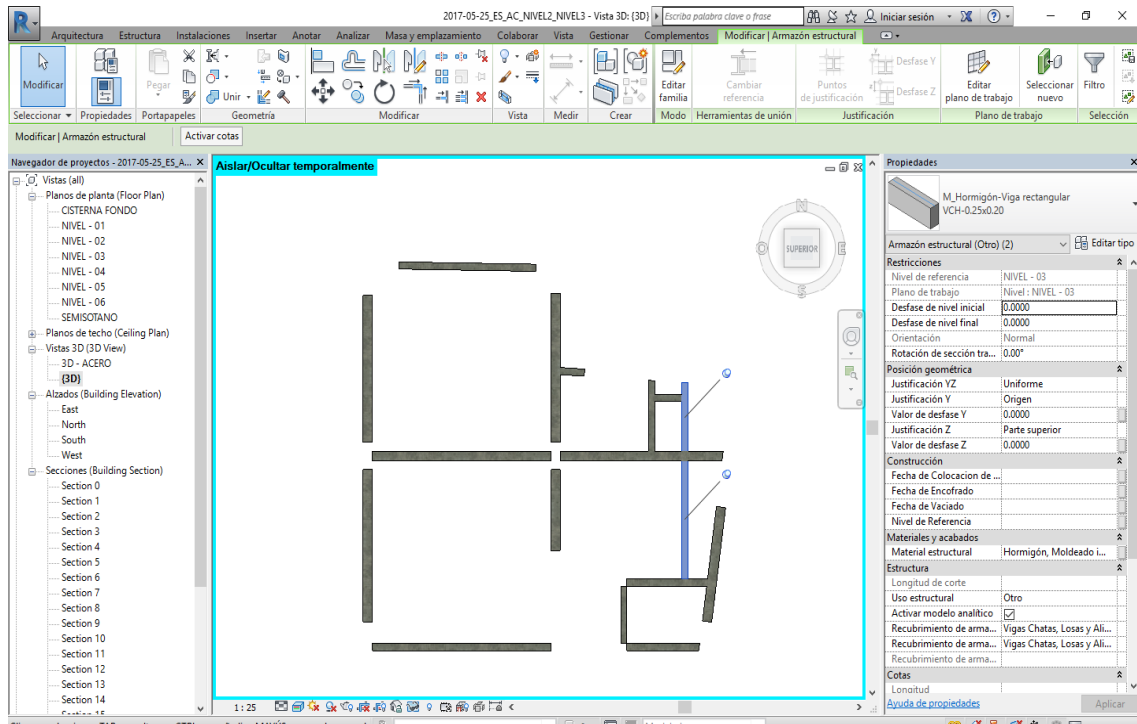 2017-05-25_ES_AC_NIVEL2_NIVEL3 - Vista 3D: {3D}
Escriba palabra clave o frase
Iniciar sesión
Arquitectura Estructura Instalaciones Insertar Anotar Analizar Masa y emplazamiento Colaborar Vista Gestionar Complementos Modificar | Armazón estructural
Modificar
Pegar
Unir
Editar familia
Cambiar referencia
Puntos de justificación
Desfase Y
Desfase Z
Editar plano de trabajo
Seleccionar nuevo
Filtro
Seleccionar Propiedades Portapapeles Geometría Modificar Vista Medir Crear Modo Herramientas de unión Justificación Plano de trabajo Selección
Modificar | Armazón estructural Activar cotas
Navegador de proyectos - 2017-05-25_ES_A...
Vistas (all)
Planos de planta (Floor Plan)
CISTERNA FONDO
NIVEL - 01
NIVEL - 02
NIVEL - 03
NIVEL - 04
NIVEL - 05
NIVEL - 06
SEMISOTANO
Planos de techo (Ceiling Plan)
Vistas 3D (3D View)
3D - ACERO
{3D}
Alzados (Building Elevation)
East
North
South
West
Secciones (Building Section)
Section 0
Section 1
Section 2
Section 3
Section 4
Section 5
Section 6
Section 7
Section 8
Section 9
Section 10
Section 11
Section 12
Section 13
Section 14
Aislar/Ocultar temporalmente
N
O
SUPERIOR
E
S
1 : 25
Propiedades
M_Hormigón-Viga rectangular
VCH-0.25x0.20
Armazón estructural (Otro) (2) Editar tipo
Restricciones
Nivel de referencia NIVEL - 03
Plano de trabajo Nivel : NIVEL - 03
Desfase de nivel inicial 0.0000
Desfase de nivel final 0.0000
Orientación Normal
Rotación de sección tra... 0.00°
Posición geométrica
Justificación YZ Uniforme
Justificación Y Origen
Valor de desfase Y 0.0000
Justificación Z Parte superior
Valor de desfase Z 0.0000
Construcción
Fecha de Colocacion de ...
Fecha de Encofrado
Fecha de Vaciado
Nivel de Referencia
Materiales y acabados
Material estructural Hormigón, Moldeado i...
Estructura
Longitud de corte
Uso estructural Otro
Activar modelo analítico
Recubrimiento de arma... Vigas Chatas, Losas y Ali...
Recubrimiento de arma... Vigas Chatas, Losas y Ali...
Recubrimiento de arma...
Cotas
Longitud
Ayuda de propiedades Aplicar